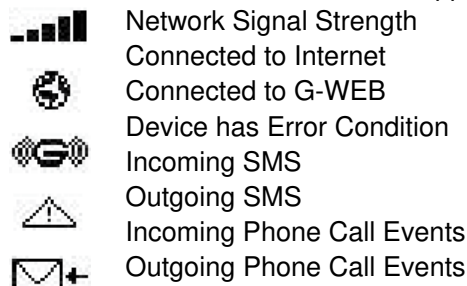 Network Signal Strength
Connected to Internet
Connected to G-WEB
Device has Error Condition
Incoming SMS
Outgoing SMS
Incoming Phone Call Events
Outgoing Phone Call Events